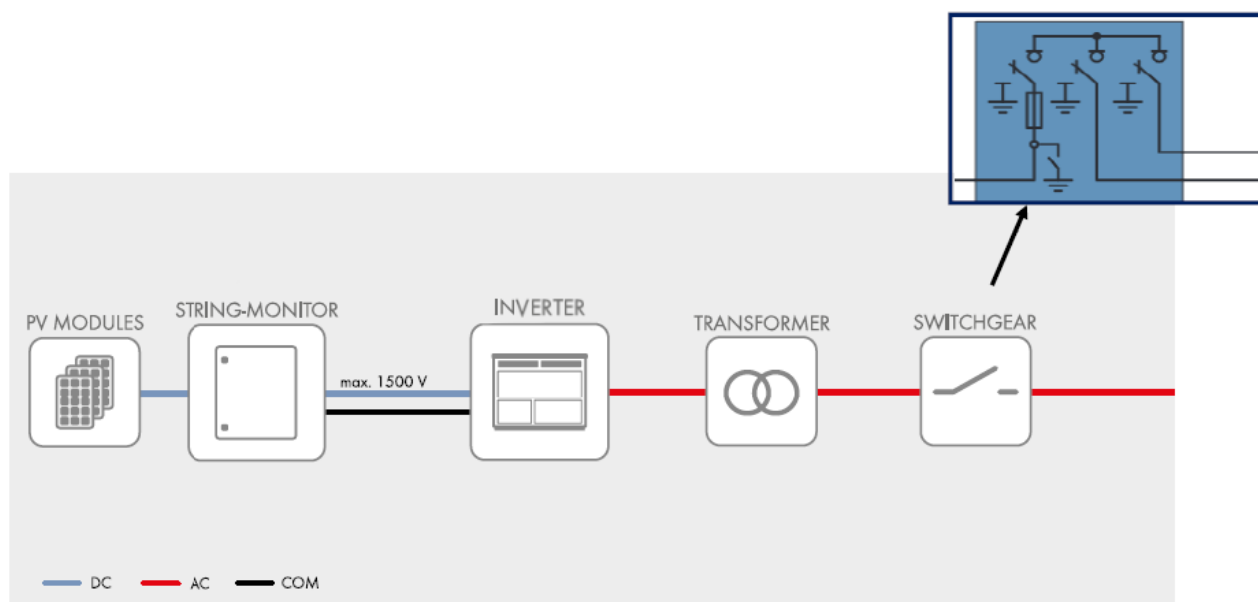 PV MODULES
STRING-MONITOR
INVERTER
TRANSFORMER
SWITCHGEAR
max. 1500 V
DC
AC
COM